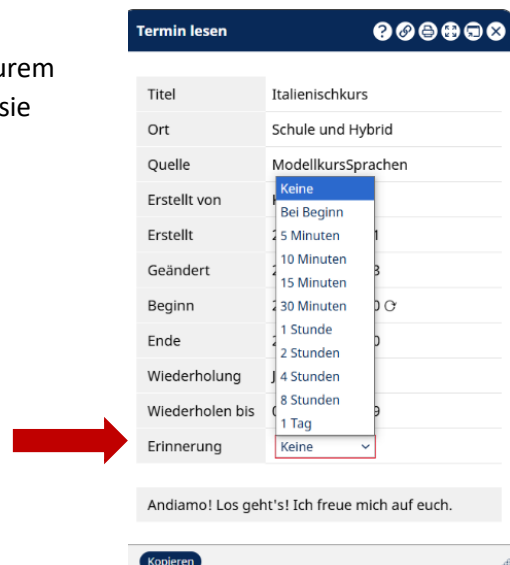 Termin lesen
urem
sie
Titel Italienischkurs
Ort Schule und Hybrid
Quelle ModellkursSprachen
Erstellt von
Erstellt
Geändert
Beginn
Ende
Wiederholung
Wiederholen bis
Keine
Bei Beginn
5 Minuten
10 Minuten
15 Minuten
30 Minuten
1 Stunde
2 Stunden
4 Stunden
8 Stunden
1 Tag
Erinnerung Keine
Andiamo! Los geht's! Ich freue mich auf euch.
Kopieren